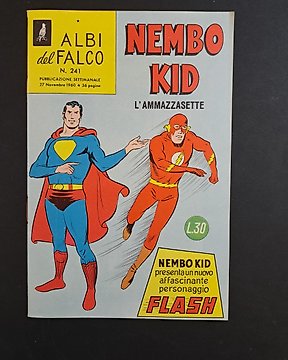 ALBI
del FALCO
N. 241
PUBBLICAZIONE SETTIMANALE
27 Novembre 1960 • 36 pagine
NEMBO
KID
L'AMMAZZASETTE
L.30
NEMBO KID
presenta un nuovo
affascinante
personaggio
FLASH